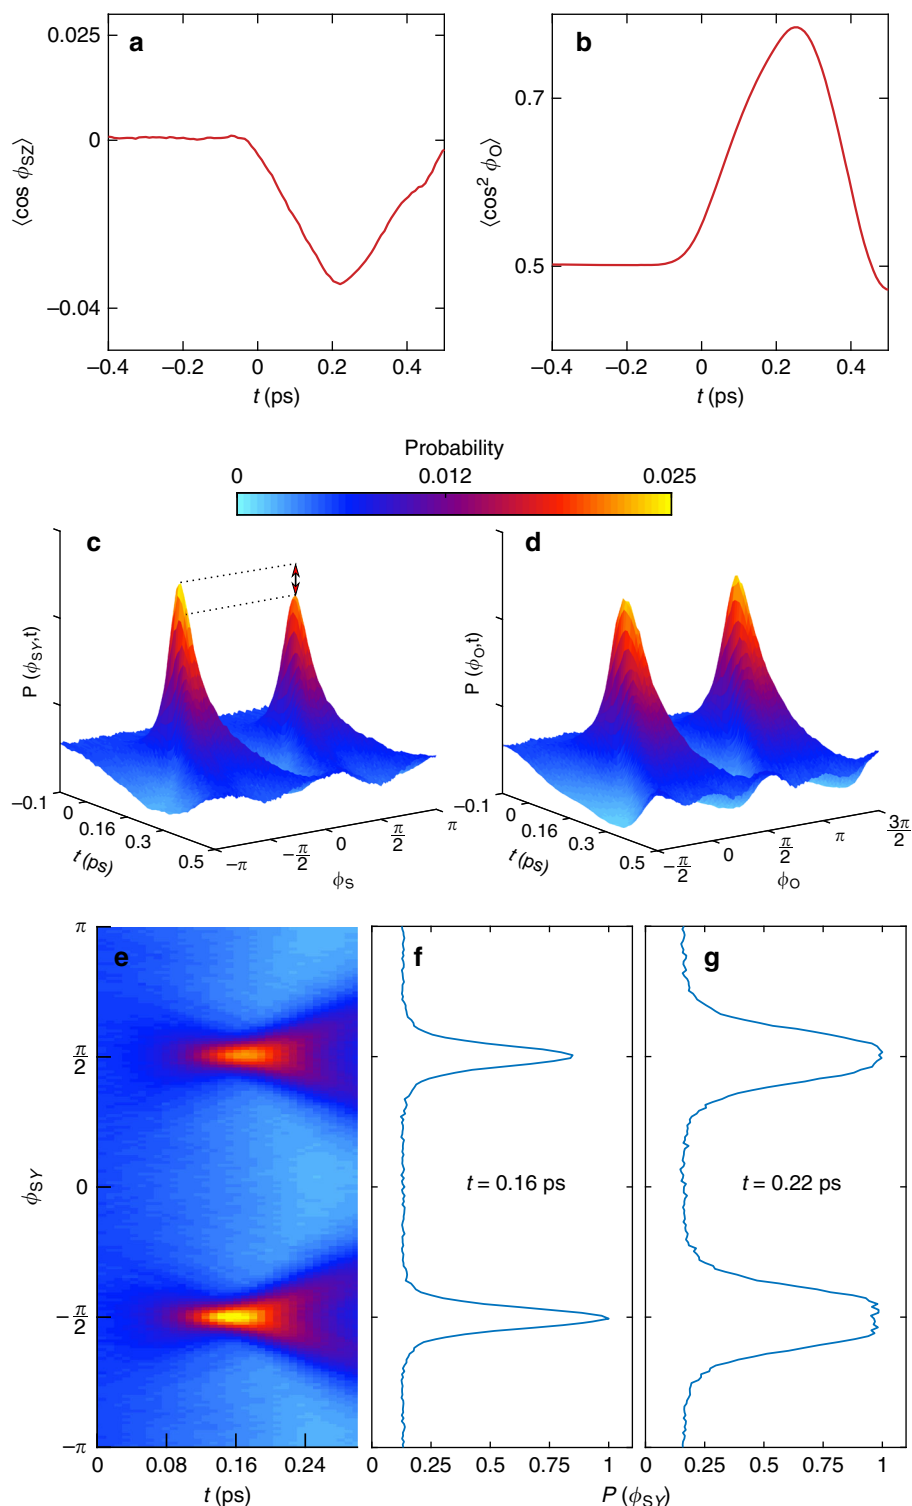 a
0.025
0
−0.04
⟨cos ϕSZ⟩
−0.4 −0.2 0 0.2 0.4
t (ps)
b
0.7
0.5
⟨cos² ϕO⟩
−0.4 −0.2 0 0.2 0.4
t (ps)
Probability
0 0.012 0.025
c
P (ϕSY,t)
−0.1 0 0.16 0.3 0.5
t (ps)
−π −π/2 0 π/2 π
ϕS
d
P (ϕO,t)
−0.1 0 0.16 0.3 0.5
t (ps)
−π/2 0 π/2 π 3π/2
ϕO
e
π
π/2
0
−π/2
−π
ϕSY
0 0.08 0.16 0.24
t (ps)
f
t = 0.16 ps
0 0.25 0.5 0.75 1
g
t = 0.22 ps
0 0.25 0.5 0.75 1
P (ϕSY)